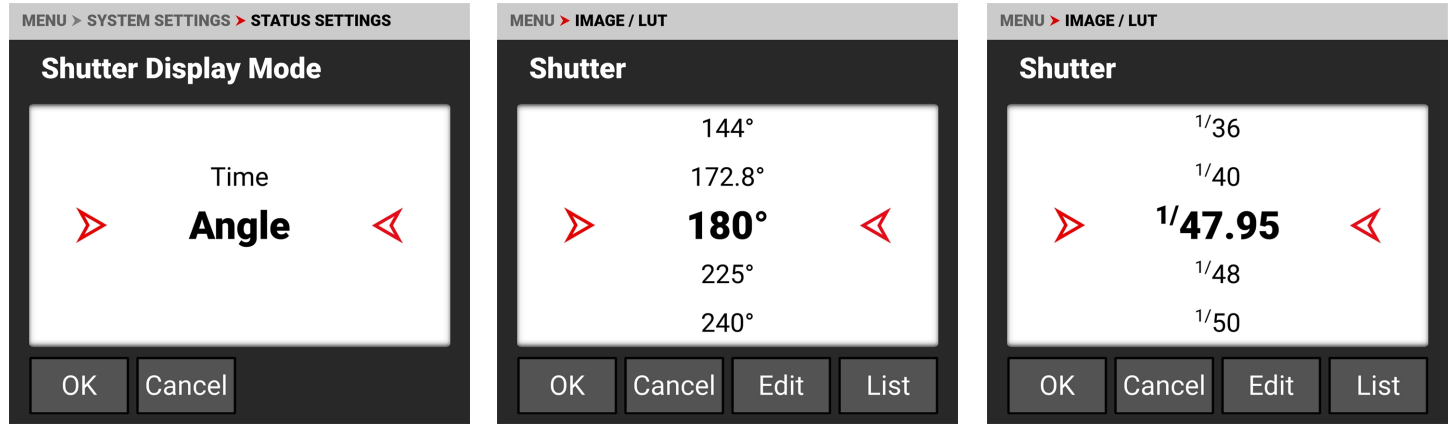 MENU > SYSTEM SETTINGS > STATUS SETTINGS
Shutter Display Mode
Time
Angle
OK Cancel
MENU > IMAGE / LUT
Shutter
144°
172.8°
180°
225°
240°
OK Cancel Edit List
MENU > IMAGE / LUT
Shutter
1/36
1/40
1/47.95
1/48
1/50
OK Cancel Edit List